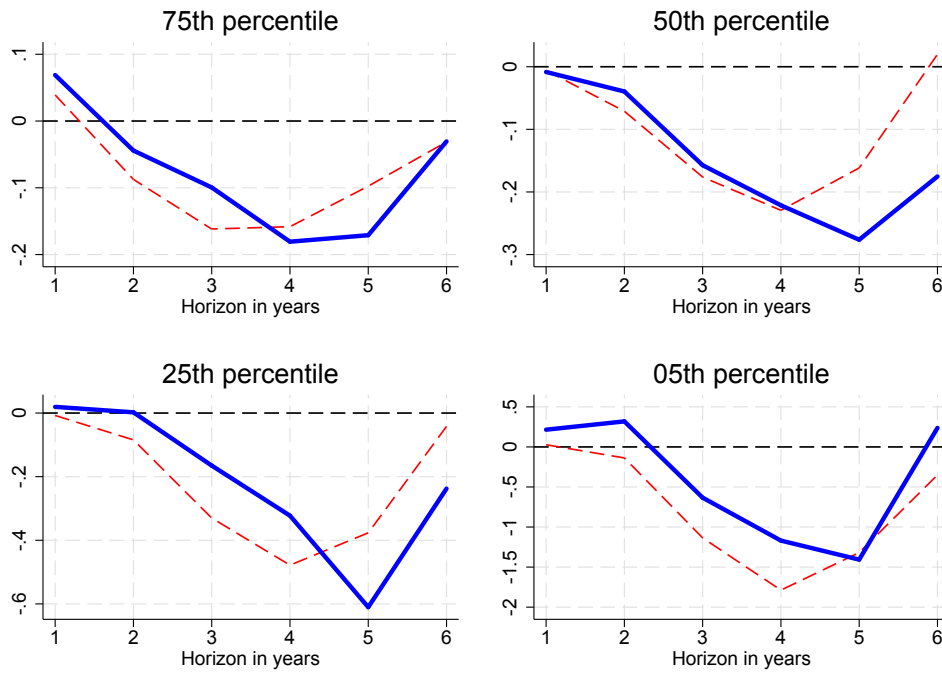 75th percentile
.1
0
-.1
-.2
1 2 3 4 5 6
Horizon in years
50th percentile
0
-.1
-.2
-.3
1 2 3 4 5 6
Horizon in years
25th percentile
0
-.2
-.4
-.6
1 2 3 4 5 6
Horizon in years
05th percentile
.5
0
-.5
-1
-1.5
-2
1 2 3 4 5 6
Horizon in years